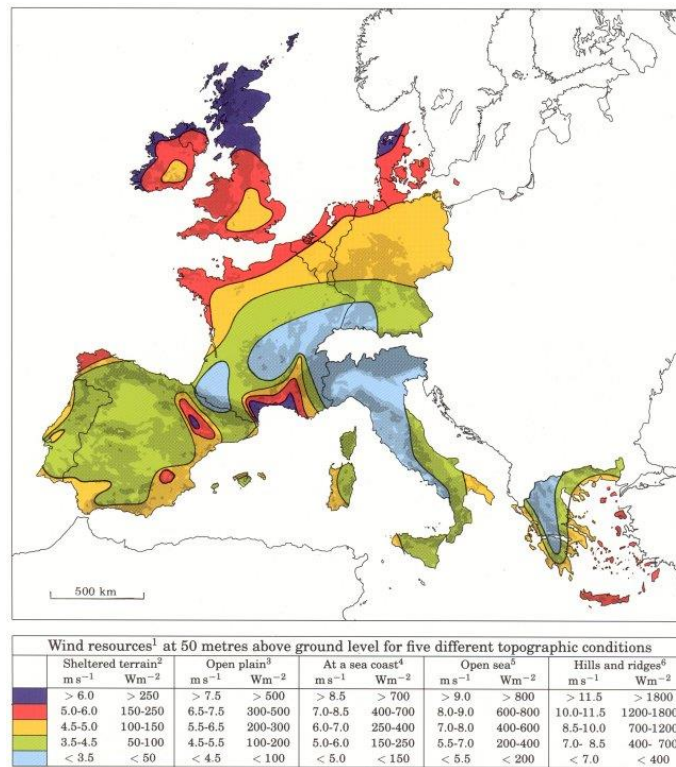 500 km
Wind resources¹ at 50 metres above ground level for five different topographic conditions
Sheltered terrain² Open plain³ At a sea coast⁴ Open sea⁵ Hills and ridges⁶
m s⁻¹ Wm⁻² m s⁻¹ Wm⁻² m s⁻¹ Wm⁻² m s⁻¹ Wm⁻² m s⁻¹ Wm⁻²
> 6.0 > 250 > 7.5 > 500 > 8.5 > 700 > 9.0 > 800 > 11.5 > 1800
5.0-6.0 150-250 6.5-7.5 300-500 7.0-8.5 400-700 8.0-9.0 600-800 10.0-11.5 1200-1800
4.5-5.0 100-150 5.5-6.5 200-300 6.0-7.0 250-400 7.0-8.0 400-600 8.5-10.0 700-1200
3.5-4.5 50-100 4.5-5.5 100-200 5.0-6.0 150-250 5.5-7.0 200-400 7.0- 8.5 400- 700
< 3.5 < 50 < 4.5 < 100 < 5.0 < 150 < 5.5 < 200 < 7.0 < 400